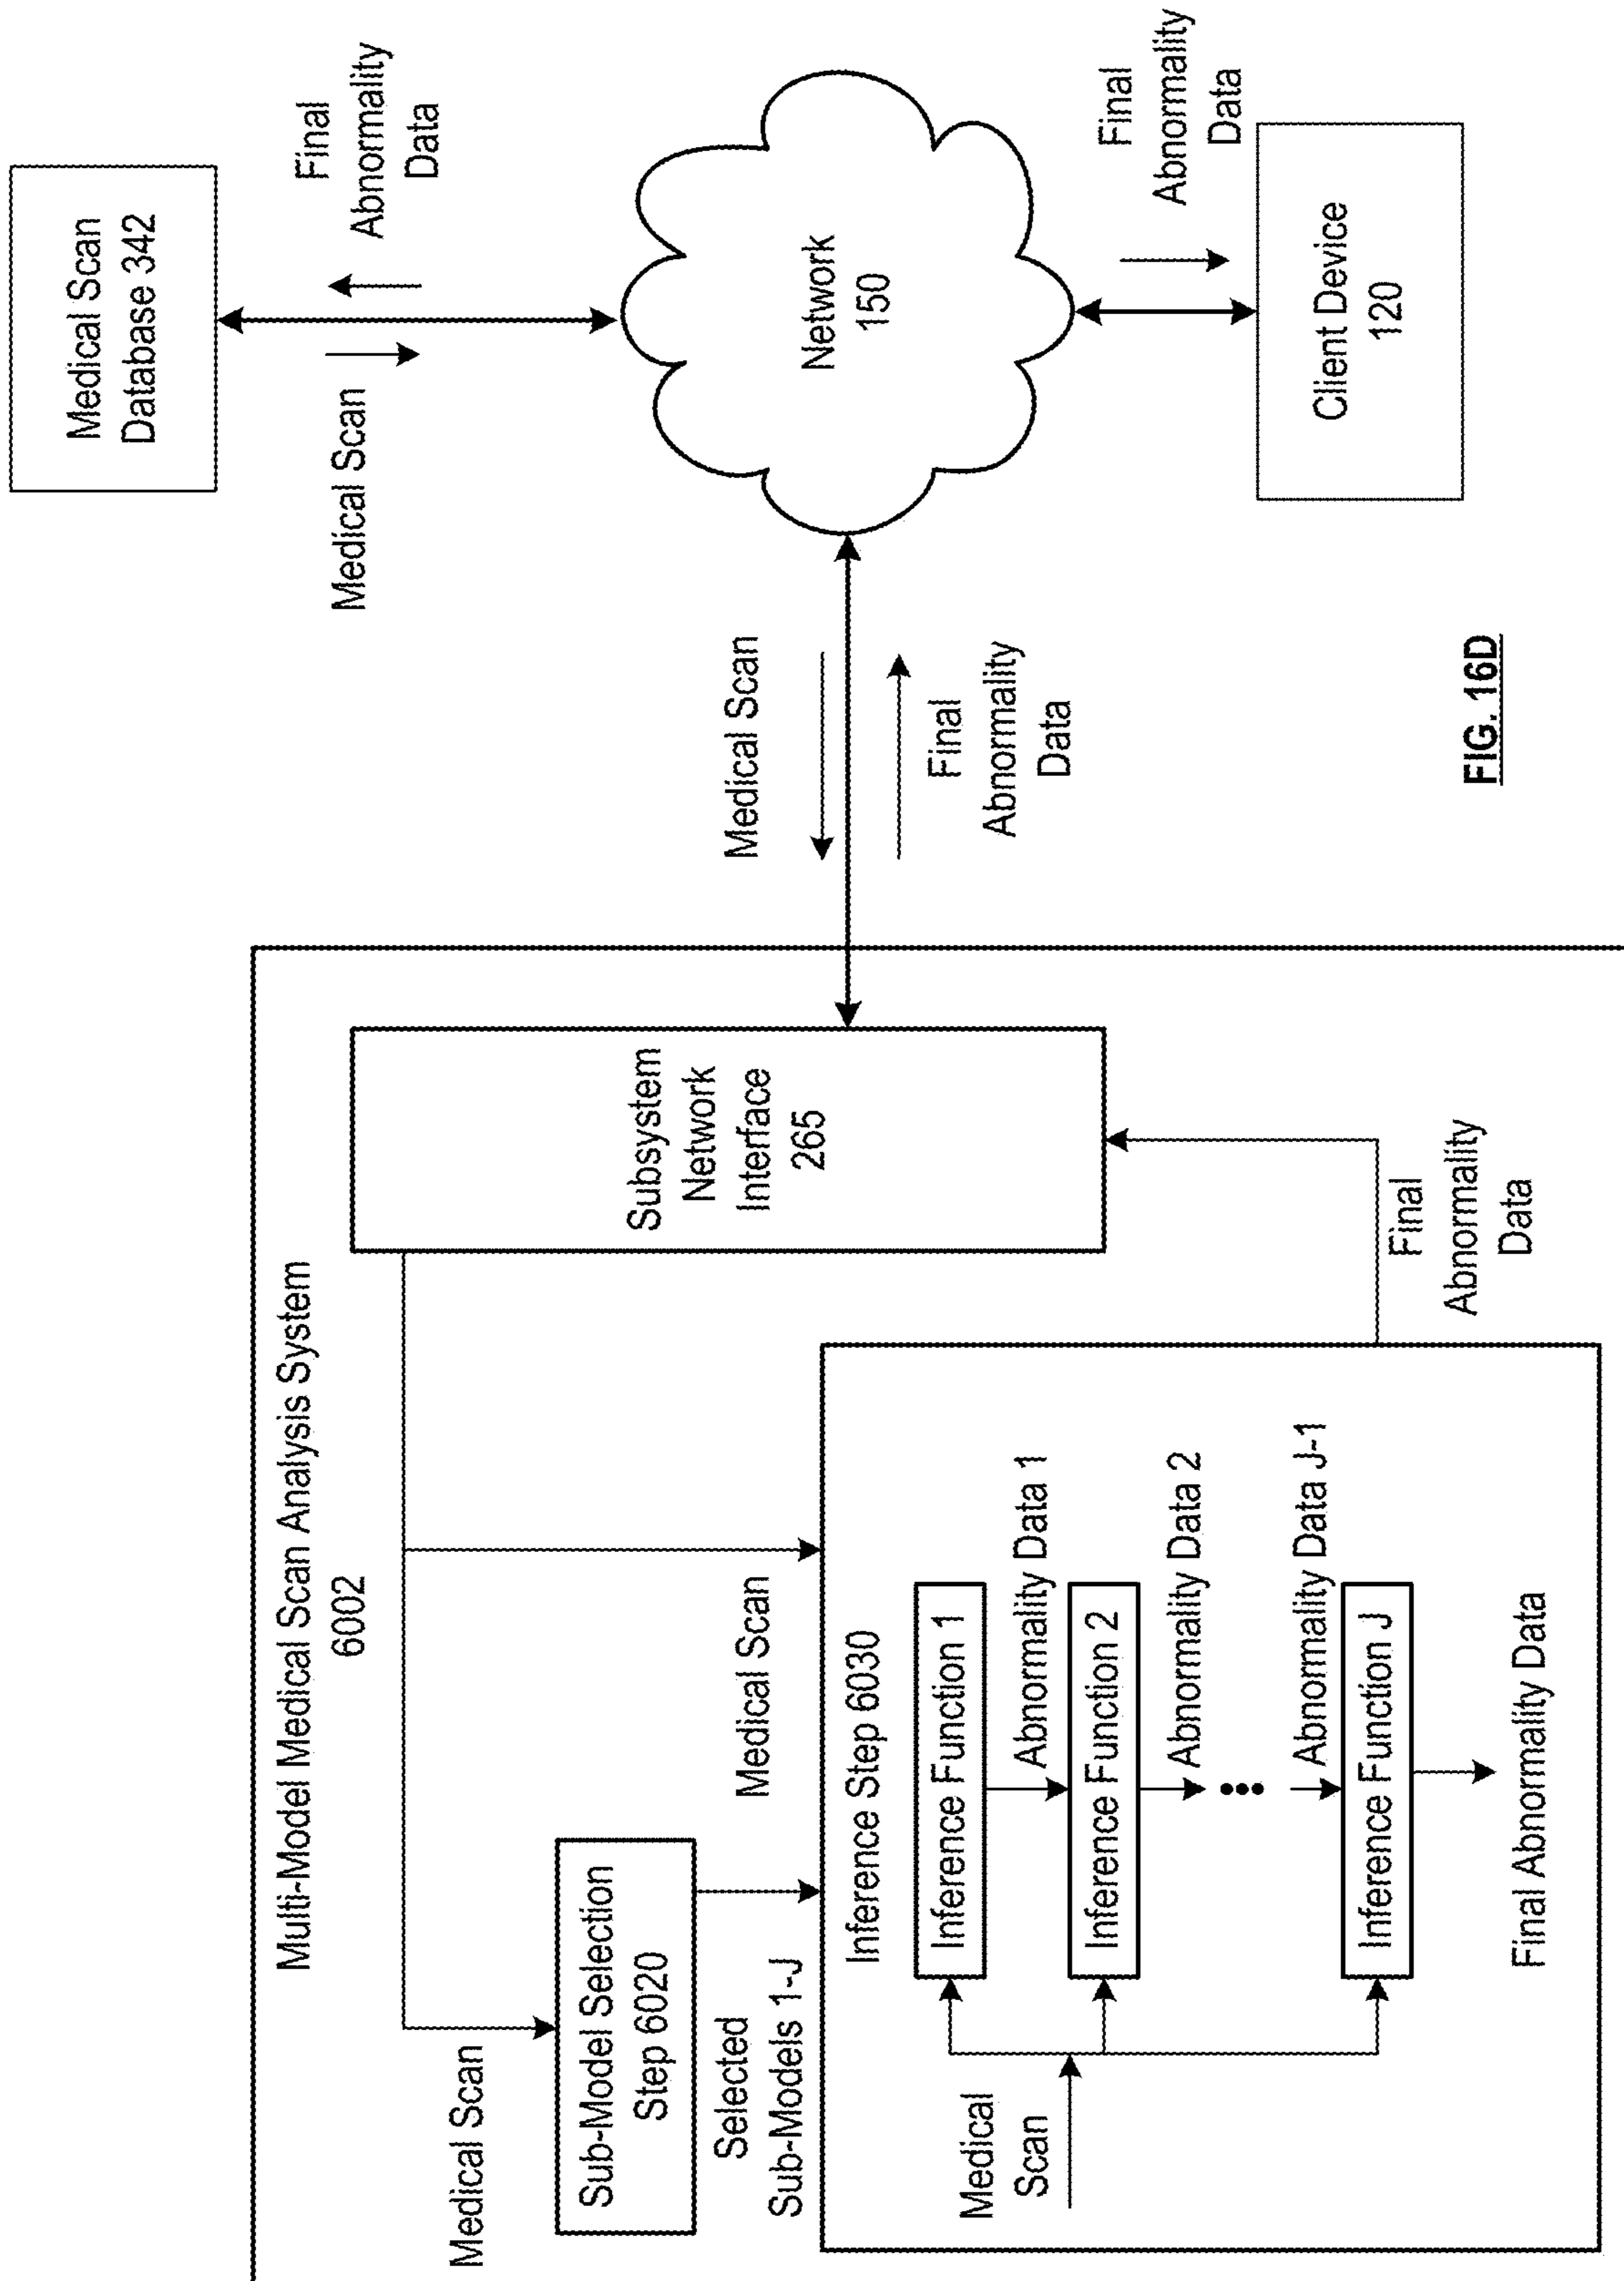 Multi-Model Medical Scan Analysis System
6002
Medical Scan
Sub-Model Selection
Step 6020
Selected
Sub-Models 1-J
Medical Scan
Subsystem
Network
Interface
265
Inference Step 6030
Medical
Scan
Inference Function 1
Abnormality Data 1
Inference Function 2
Abnormality Data 2
Abnormality Data J-1
Inference Function J
Final Abnormality Data
Final
Abnormality
Data
Medical Scan
Final
Abnormality
Data
Medical Scan
Database 342
Medical Scan
Final
Abnormality
Data
Network
150
Final
Abnormality
Data
Client Device
120
FIG. 16D